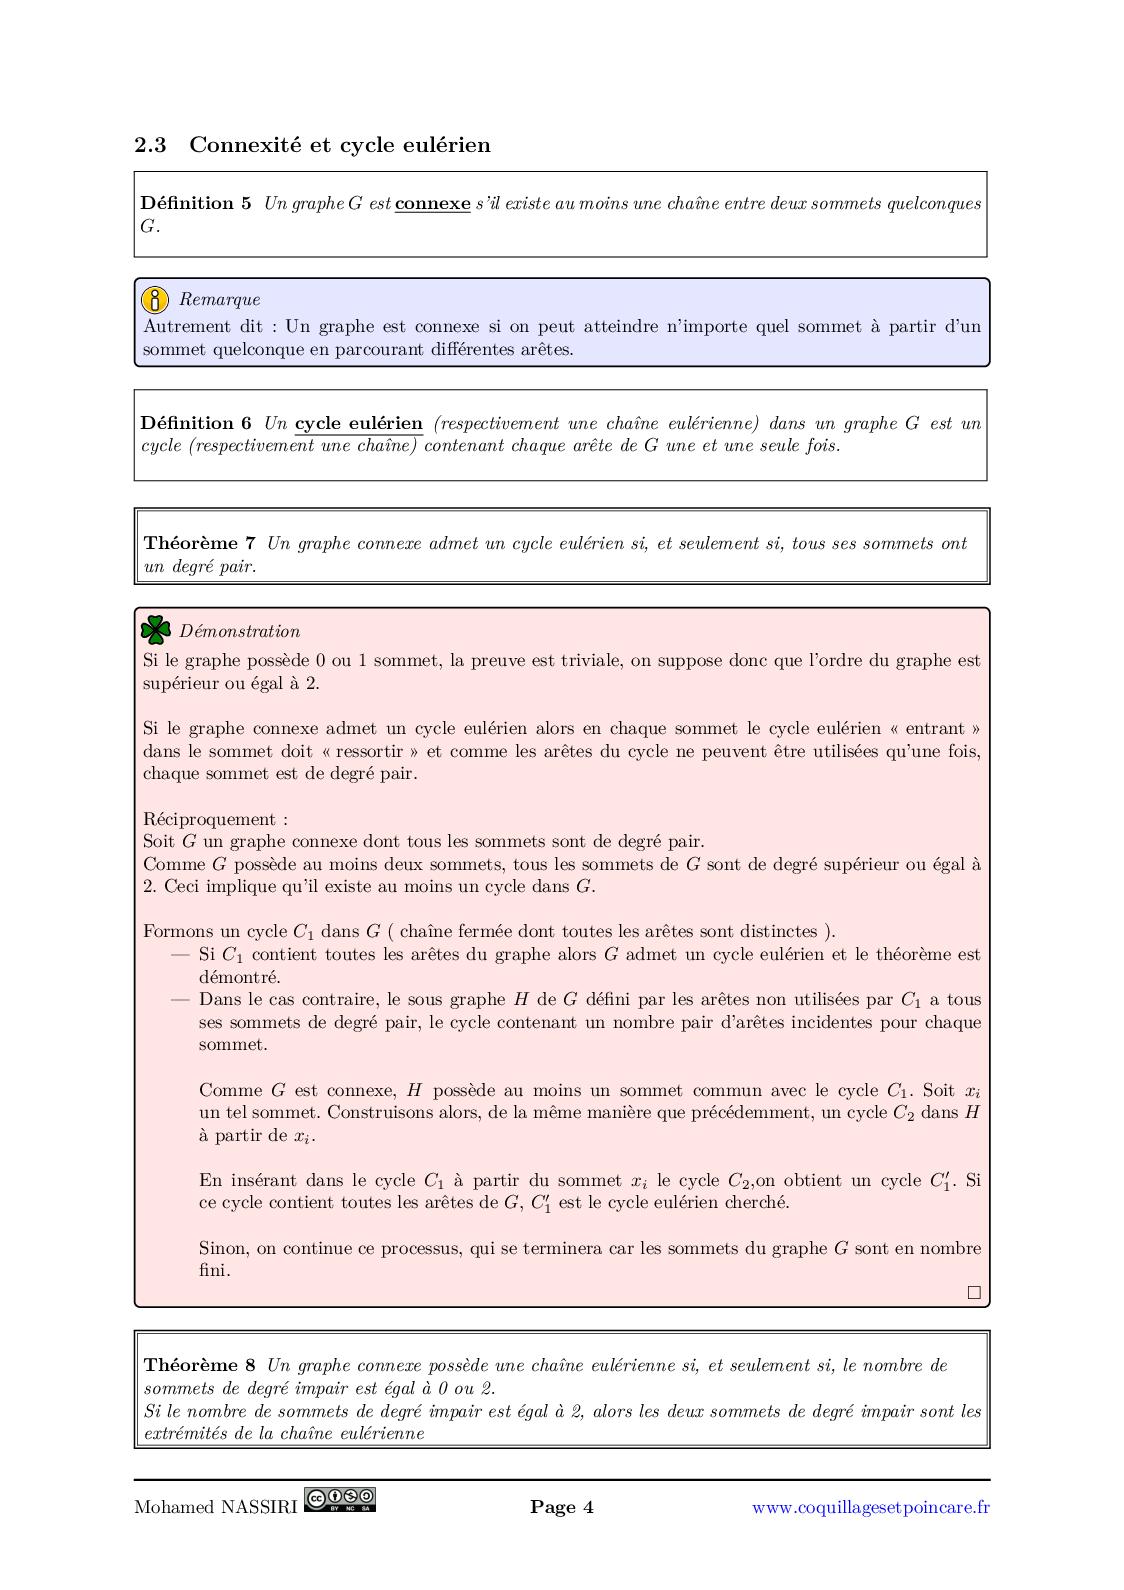 2.3 Connexité et cycle eulérien
Définition 5 Un graphe G est connexe s'il existe au moins une chaîne entre deux sommets quelconques
G.
Remarque
Autrement dit : Un graphe est connexe si on peut atteindre n'importe quel sommet à partir d'un
sommet quelconque en parcourant différentes arêtes.
Définition 6 Un cycle eulérien (respectivement une chaîne eulérienne) dans un graphe G est un
cycle (respectivement une chaîne) contenant chaque arête de G une et une seule fois.
Théorème 7 Un graphe connexe admet un cycle eulérien si, et seulement si, tous ses sommets ont
un degré pair.
Démonstration
Si le graphe possède 0 ou 1 sommet, la preuve est triviale, on suppose donc que l'ordre du graphe est
supérieur ou égal à 2.
Si le graphe connexe admet un cycle eulérien alors en chaque sommet le cycle eulérien « entrant »
dans le sommet doit « ressortir » et comme les arêtes du cycle ne peuvent être utilisées qu'une fois,
chaque sommet est de degré pair.
Réciproquement :
Soit G un graphe connexe dont tous les sommets sont de degré pair.
Comme G possède au moins deux sommets, tous les sommets de G sont de degré supérieur ou égal à
2. Ceci implique qu'il existe au moins un cycle dans G.
Formons un cycle C₁ dans G ( chaîne fermée dont toutes les arêtes sont distinctes ).
— Si C₁ contient toutes les arêtes du graphe alors G admet un cycle eulérien et le théorème est
démontré.
— Dans le cas contraire, le sous graphe H de G défini par les arêtes non utilisées par C₁ a tous
ses sommets de degré pair, le cycle contenant un nombre pair d'arêtes incidentes pour chaque
sommet.
Comme G est connexe, H possède au moins un sommet commun avec le cycle C₁. Soit xᵢ
un tel sommet. Construisons alors, de la même manière que précédemment, un cycle C₂ dans H
à partir de xᵢ.
En insérant dans le cycle C₁ à partir du sommet xᵢ le cycle C₂,on obtient un cycle C′₁. Si
ce cycle contient toutes les arêtes de G, C′₁ est le cycle eulérien cherché.
Sinon, on continue ce processus, qui se terminera car les sommets du graphe G sont en nombre
fini.
□
Théorème 8 Un graphe connexe possède une chaîne eulérienne si, et seulement si, le nombre de
sommets de degré impair est égal à 0 ou 2.
Si le nombre de sommets de degré impair est égal à 2, alors les deux sommets de degré impair sont les
extrémités de la chaîne eulérienne
Mohamed NASSIRI cc BY NC SA Page 4 www.coquillagesetpoincare.fr